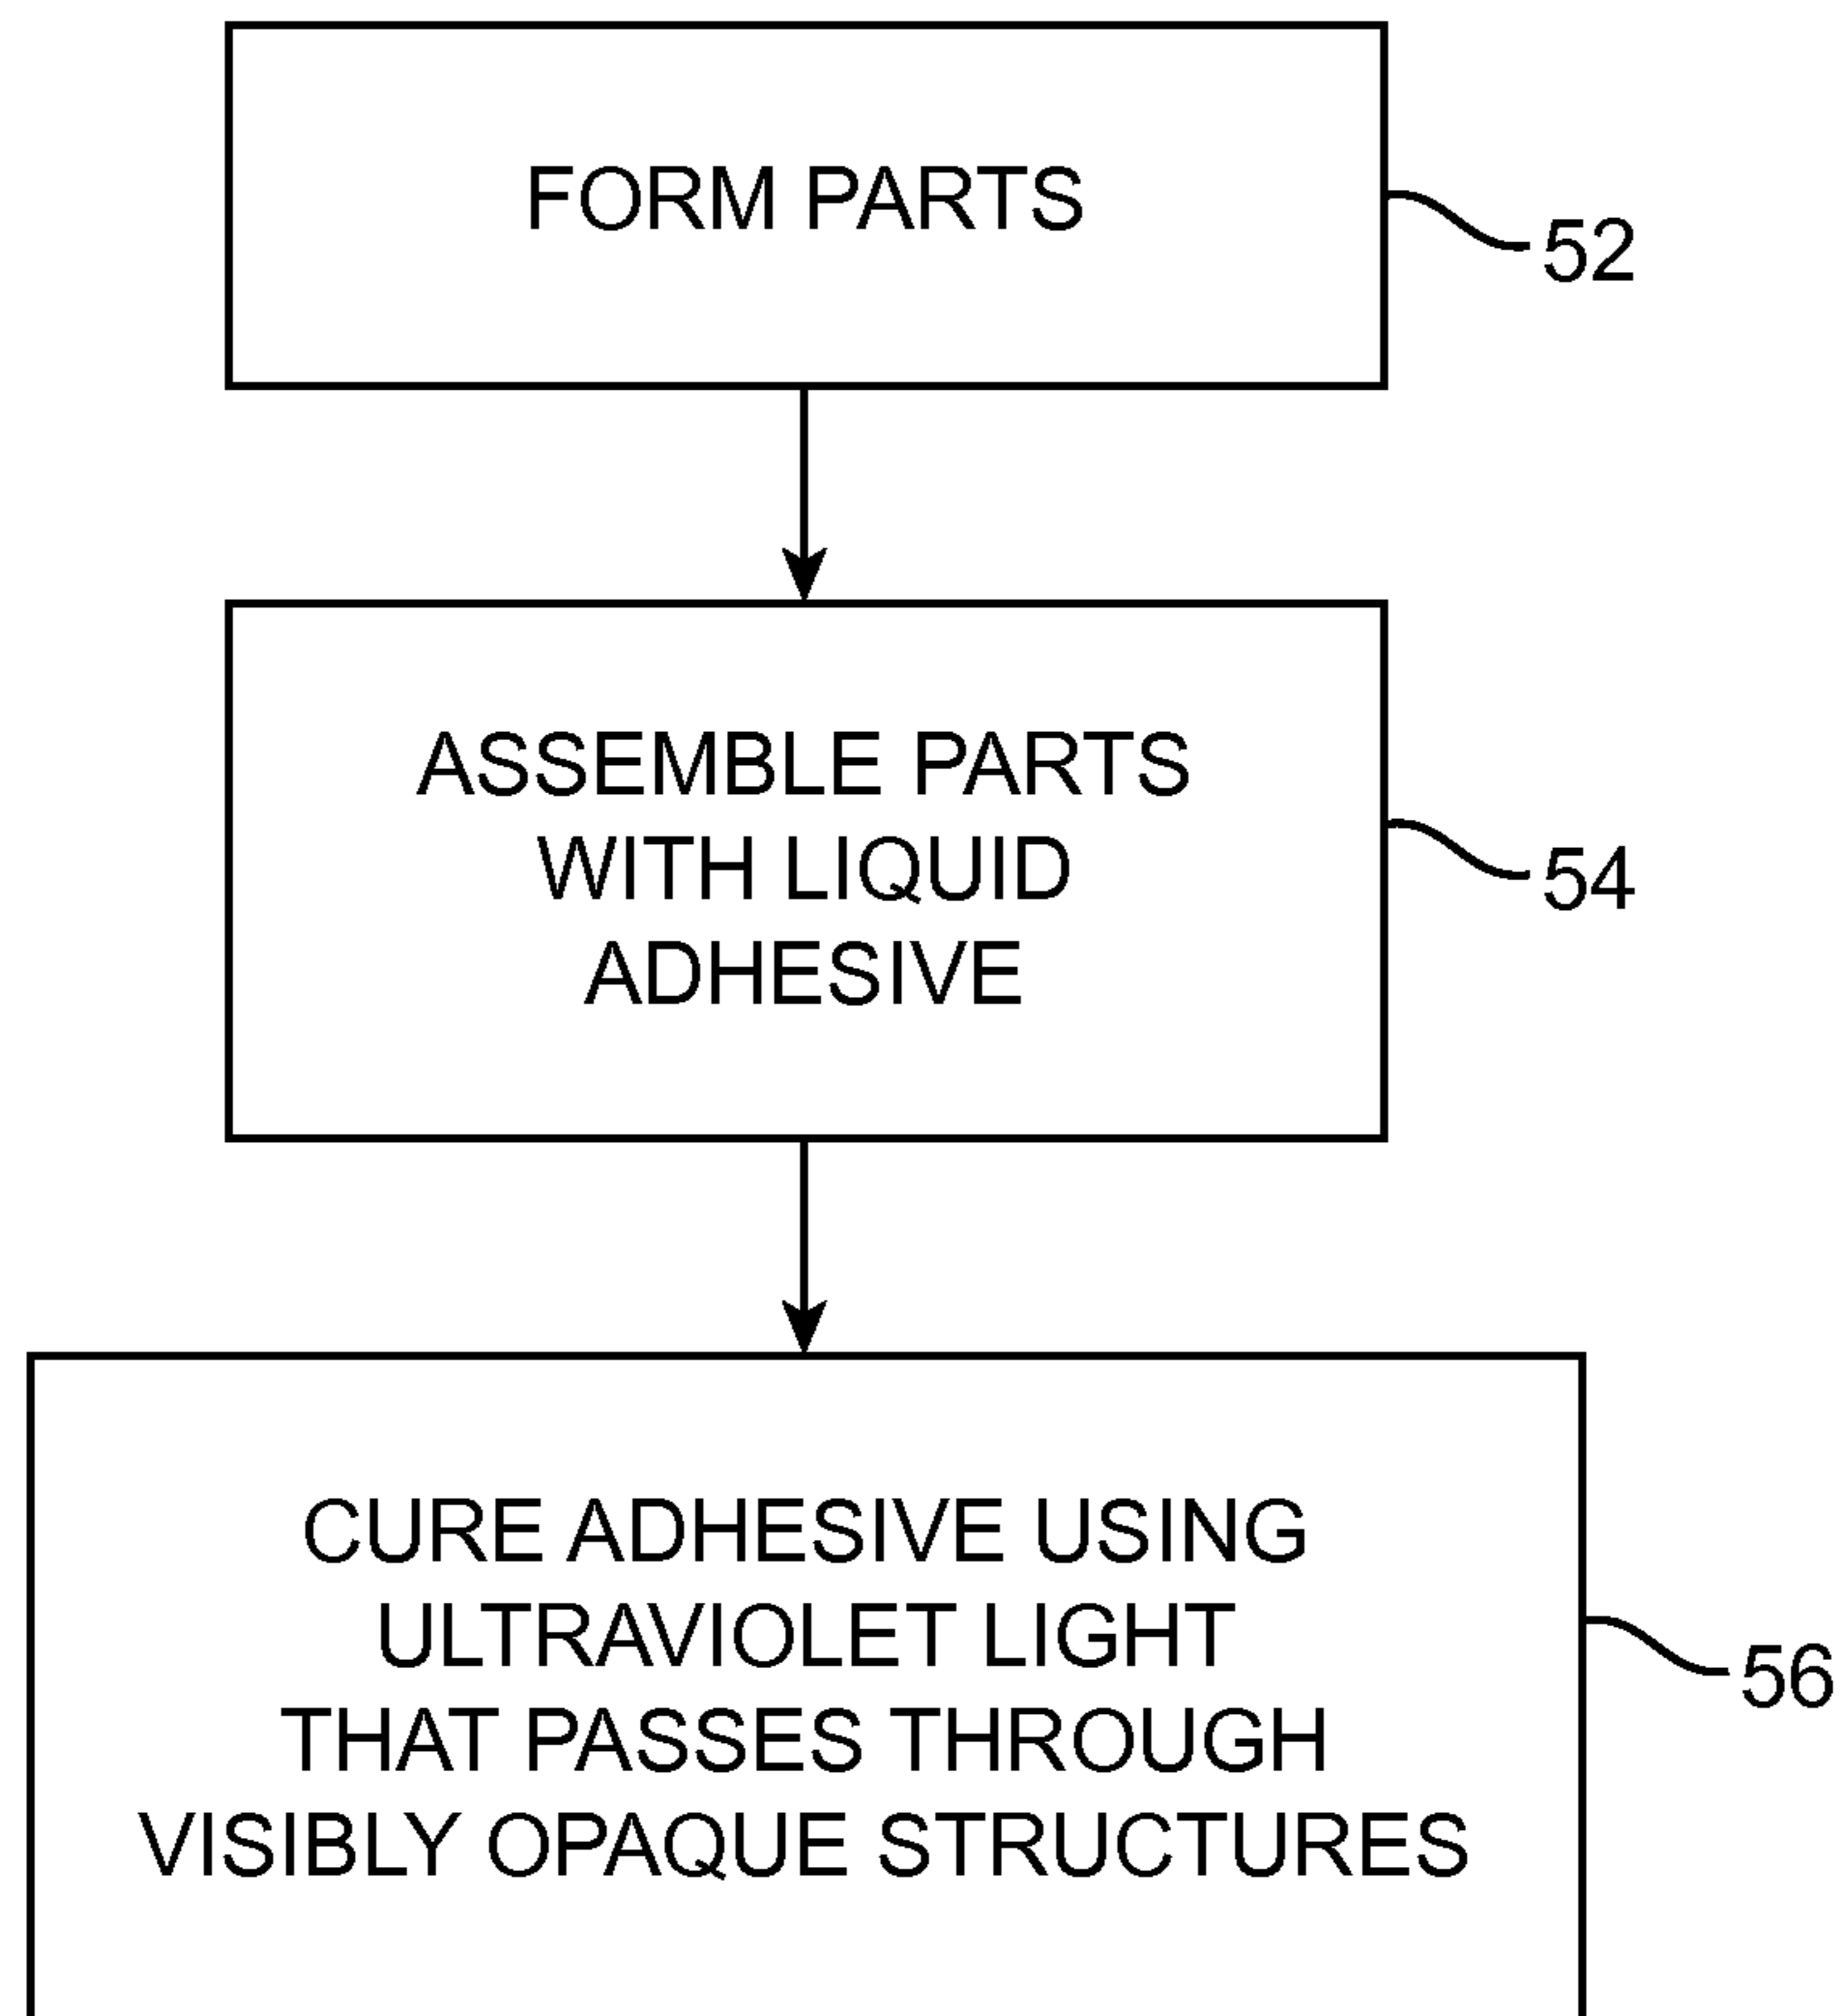 FORM PARTS
52
ASSEMBLE PARTS
WITH LIQUID
ADHESIVE
54
CURE ADHESIVE USING
ULTRAVIOLET LIGHT
THAT PASSES THROUGH
VISIBLY OPAQUE STRUCTURES
56